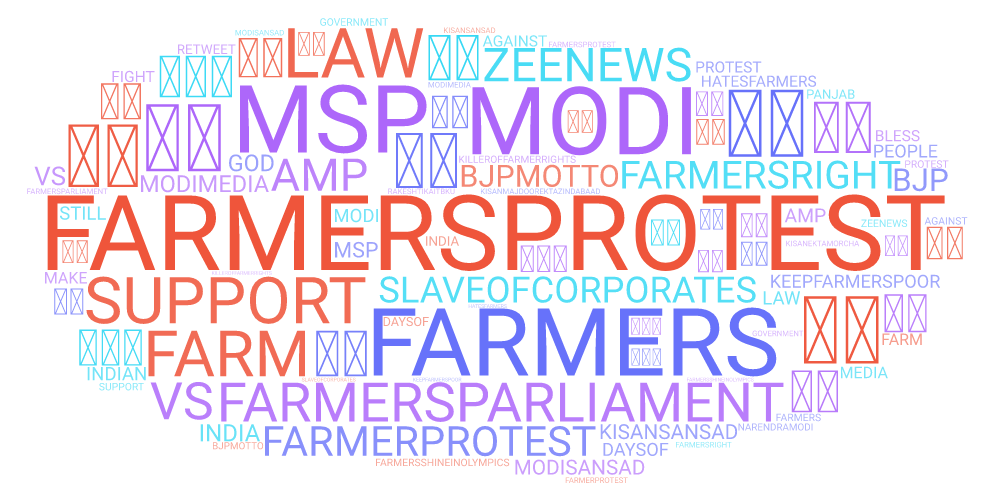 GOVERNMENT
MODISANSAD
LAW
KISANSANSAD
RETWEET
AGAINST
FARMERSPROTEST
ZEENEWS
PROTEST
FIGHT
HATESFARMERS
MODIMEDIA
MSP
MODI
PANJAB
BLESS
PEOPLE
VS
GOD
AMP
KILLEROFFARMERRIGHTS
BJPMOTTO
FARMERSRIGHT
PROTEST
BJP
MODIMEDIA
FARMERSPARLIAMENT
RAKESHTIKAITBKU
KISANMAJDOOREKTAZINDABAAD
STILL
FARMERSPROTEST
MODI
AMP
ZEENEWS
AGAINST
MSP
INDIA
KISANEKTAMORCHA
MAKE
SUPPORT
SLAVEOFCORPORATES
KEEPFARMERSPOOR
LAW
DAYSOF
FARMERS
GOVERNMENT
FARM
FARM
INDIAN
MEDIA
SUPPORT
VS
FARMERSPARLIAMENT
FARMERS
INDIA
FARMERPROTEST
KISANSANSAD
NARENDRAMODI
BJPMOTTO
DAYSOF
FARMERSRIGHT
FARMERSSHINEINOLYMPICS
MODISANSAD
FARMERPROTEST